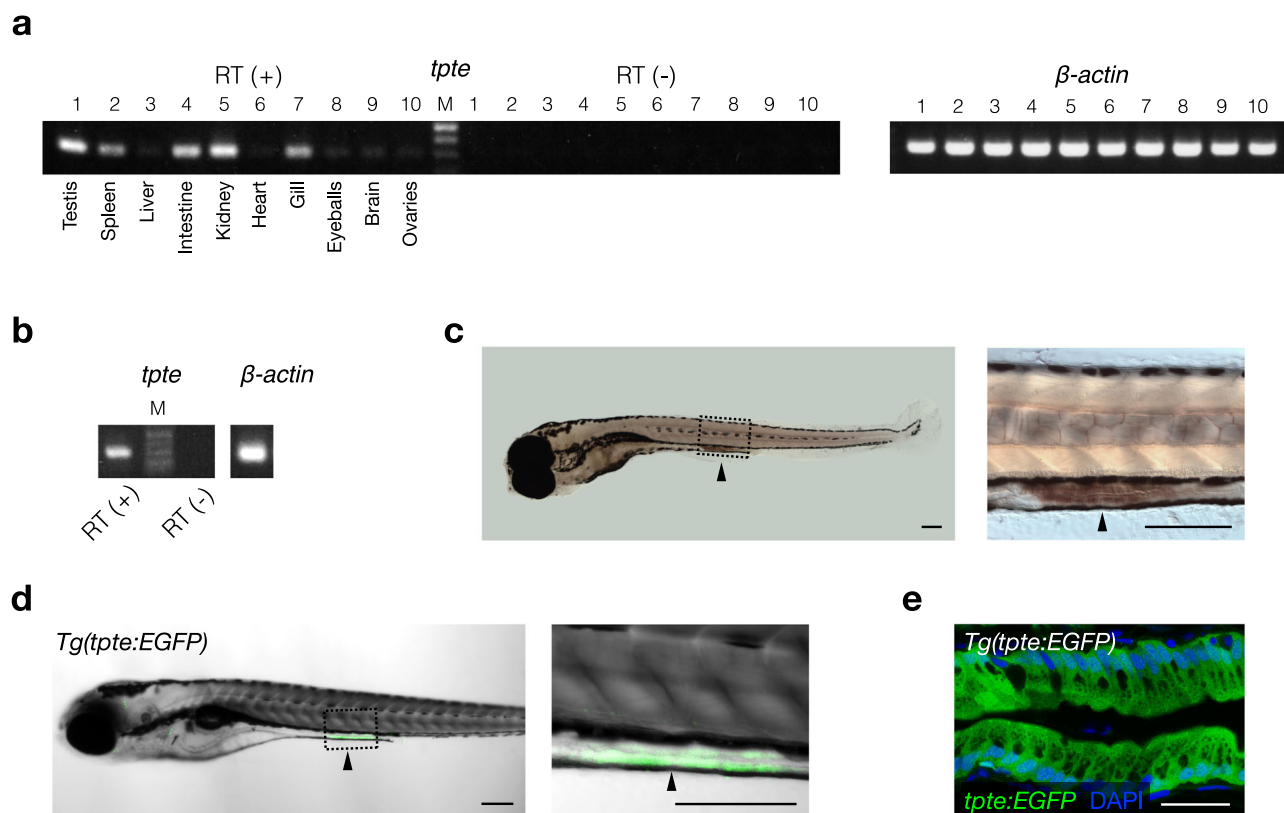 a
RT (+) tpte RT (-) β-actin
1 2 3 4 5 6 7 8 9 10 M 1 2 3 4 5 6 7 8 9 10 1 2 3 4 5 6 7 8 9 10
Testis
Spleen
Liver
Intestine
Kidney
Heart
Gill
Eyeballs
Brain
Ovaries
b
tpte β-actin
M
RT (+)
RT (-)
c
d
Tg(tpte:EGFP)
e
Tg(tpte:EGFP)
tpte:EGFP DAPI